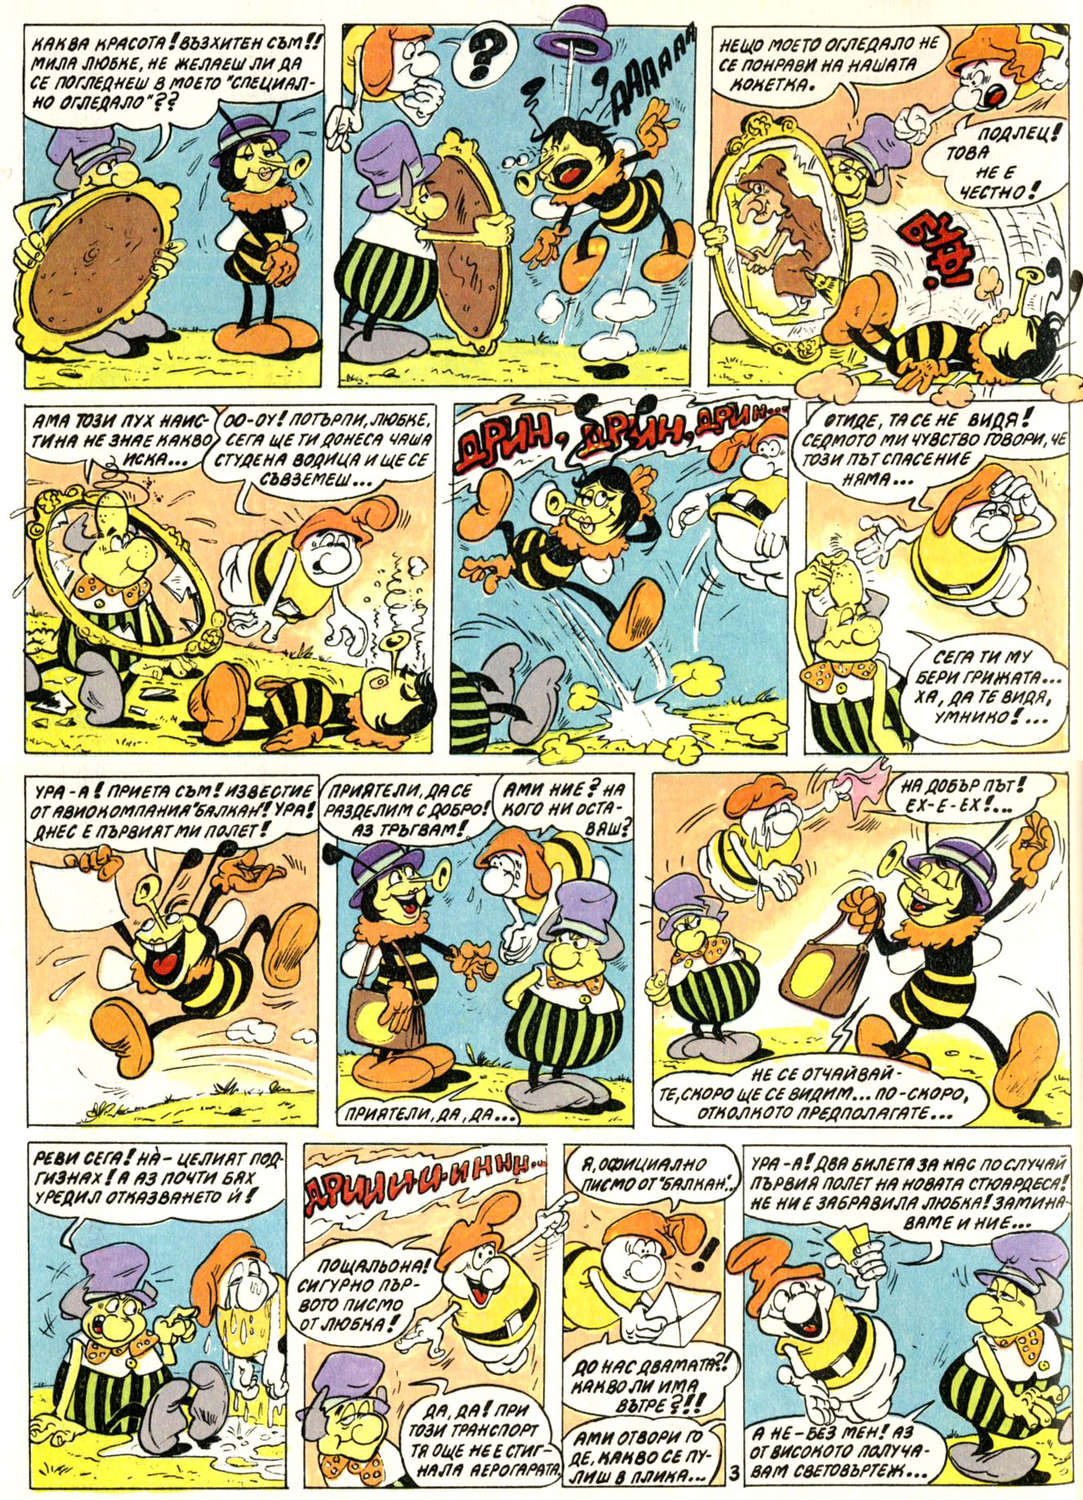 КАКВА КРАСОТА! ВЪЗХИТЕН СЪМ!!
МИЛА ЛЮБКЕ, НЕ ЖЕЛАЕШ ЛИ ДА
СЕ ПОГЛЕДНЕШ В МОЕТО "СПЕЦИАЛ-
НО ОГЛЕДАЛО"??
?
АААААААА
НЕЩО МОЕТО ОГЛЕДАЛО НЕ
СЕ ПОНРАВИ НА НАШАТА
КОКЕТКА.
ПОДЛЕЦ!
ТОВА
НЕ Е
ЧЕСТНО!
БУФ!
АМА ТОЗИ ПУХ НАИС-
ТИНА НЕ ЗНАЕ КАКВО
ИСКА...
ОО-ОУ! ПОТЪРПИ, ЛЮБКЕ,
СЕГА ЩЕ ТИ ДОНЕСА ЧАША
СТУДЕНА ВОДИЦА И ЩЕ СЕ
СЪВЗЕМЕШ...
ДРИН, ДРИН, ДРИН...
ОТИДЕ, ТА СЕ НЕ ВИДЯ!
СЕДМОТО МИ ЧУВСТВО ГОВОРИ, ЧЕ
ТОЗИ ПЪТ СПАСЕНИЕ
НЯМА...
СЕГА ТИ МУ
БЕРИ ГРИЖАТА...
ХА, ДА ТЕ ВИДЯ,
УМНИКО!...
УРА-А! ПРИЕТА СЪМ! ИЗВЕСТИЕ
ОТ АВИОКОМПАНИЯ "БАЛКАН"! УРА!
ДНЕС Е ПЪРВИЯТ МИ ПОЛЕТ!
ПРИЯТЕЛИ, ДА СЕ
РАЗДЕЛИМ С ДОБРО!
АЗ ТРЪГВАМ!
АМИ НИЕ? НА
КОГО НИ ОСТА-
ВЯШ?
ПРИЯТЕЛИ, ДА, ДА...
НА ДОБЪР ПЪТ!
ЕХ-Е-ЕХ!...
НЕ СЕ ОТЧАЙВАЙ-
ТЕ, СКОРО ЩЕ СЕ ВИДИМ... ПО-СКОРО,
ОТКОЛКОТО ПРЕДПОЛАГАТЕ...
РЕВИ СЕГА! НА - ЦЕЛИЯТ ПОД-
ГИЗНАХ! А АЗ ПОЧТИ БЯХ
УРЕДИЛ ОТКАЗВАНЕТО Й!
ДРИИИ-И-И-ИННН...
ПОЩАЛЬОНА!
СИГУРНО ПЪР-
ВОТО ПИСМО
ОТ ЛЮБКА!
ДА, ДА! ПРИ
ТОЗИ ТРАНСПОРТ
ТЯ ОЩЕ НЕ Е СТИГ-
НАЛА АЕРОГАРАТА.
Я, ОФИЦИАЛНО
ПИСМО ОТ "БАЛКАН"...
!
ДО НАС ДВАМАТА?!
КАКВО ЛИ ИМА
ВЪТРЕ?!!
АМИ ОТВОРИ ГО
ДЕ, КАКВО СЕ ПУ-
ЛИШ В ПЛИКА...
3
УРА-А! ДВА БИЛЕТА ЗА НАС ПО СЛУЧАЙ
ПЪРВИЯ ПОЛЕТ НА НОВАТА СТЮАРДЕСА!
НЕ НИ Е ЗАБРАВИЛА ЛЮБКА! ЗАМИНА-
ВАМЕ И НИЕ...
А НЕ-БЕЗ МЕН! АЗ
ОТ ВИСОКОТО ПОЛУЧА-
ВАМ СВЕТОВЪРТЕЖ...